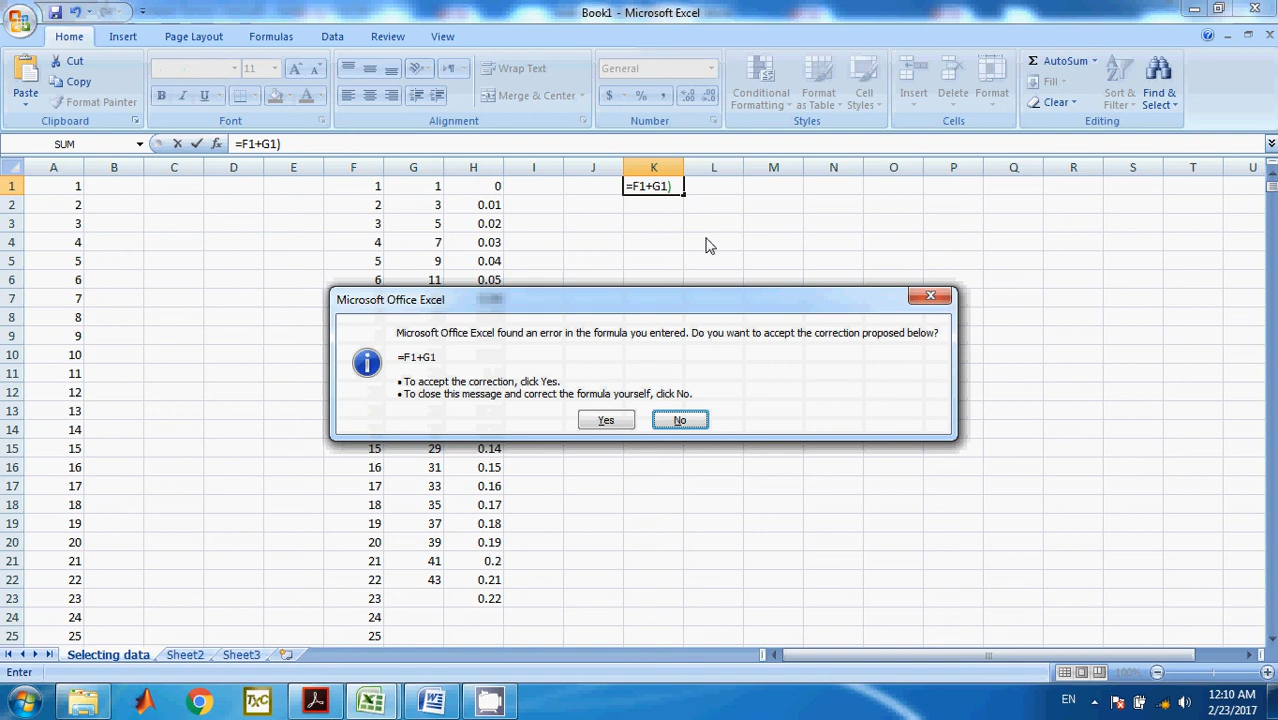 Book1 - Microsoft Excel
Home Insert Page Layout Formulas Data Review View
Paste Cut Copy Format Painter Clipboard
11 A A B I U A Font
Wrap Text Merge & Center Alignment
General $ % , Number
Conditional Formatting Format as Table Cell Styles Styles
Insert Delete Format Cells
Σ AutoSum Fill Clear Sort & Filter Find & Select Editing
SUM fx =F1+G1)
A B C D E F G H I J K L M N O P Q R S T U
1 1 1 1 0 =F1+G1)
2 2 2 3 0.01
3 3 3 5 0.02
4 4 4 7 0.03
5 5 5 9 0.04
6 6 6 11 0.05
7 7
8 8
9 9
10 10
11 11
12 12
13 13
14 14
15 15 15 29 0.14
16 16 16 31 0.15
17 17 17 33 0.16
18 18 18 35 0.17
19 19 19 37 0.18
20 20 20 39 0.19
21 21 21 41 0.2
22 22 22 43 0.21
23 23 23 0.22
24 24 24
25 25 25
Microsoft Office Excel
Microsoft Office Excel found an error in the formula you entered. Do you want to accept the correction proposed below?
=F1+G1
• To accept the correction, click Yes.
• To close this message and correct the formula yourself, click No.
Yes No
Selecting data Sheet2 Sheet3
Enter 100%
TXC EN 12:10 AM
2/23/2017